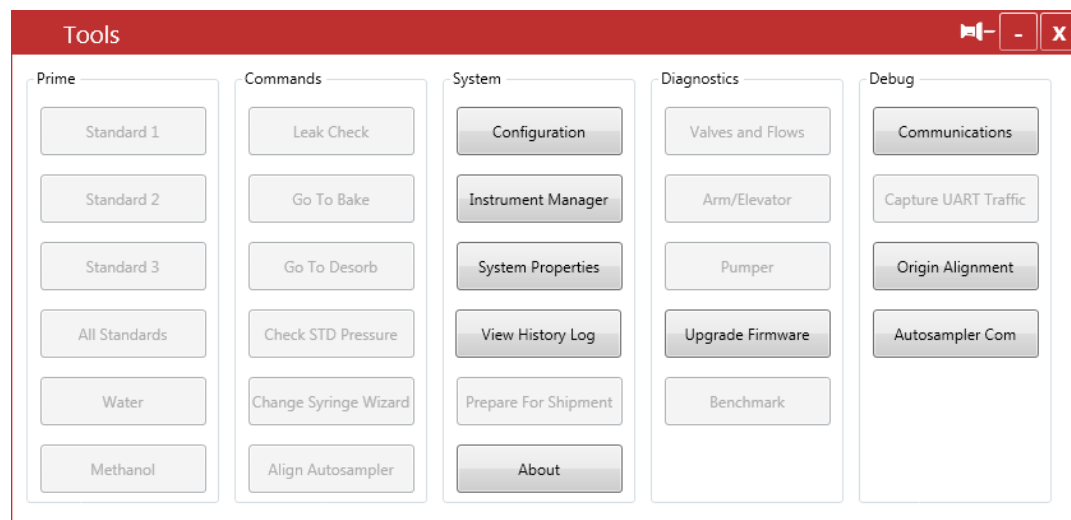 Tools
- X
Prime
Standard 1
Standard 2
Standard 3
All Standards
Water
Methanol
Commands
Leak Check
Go To Bake
Go To Desorb
Check STD Pressure
Change Syringe Wizard
Align Autosampler
System
Configuration
Instrument Manager
System Properties
View History Log
Prepare For Shipment
About
Diagnostics
Valves and Flows
Arm/Elevator
Pumper
Upgrade Firmware
Benchmark
Debug
Communications
Capture UART Traffic
Origin Alignment
Autosampler Com